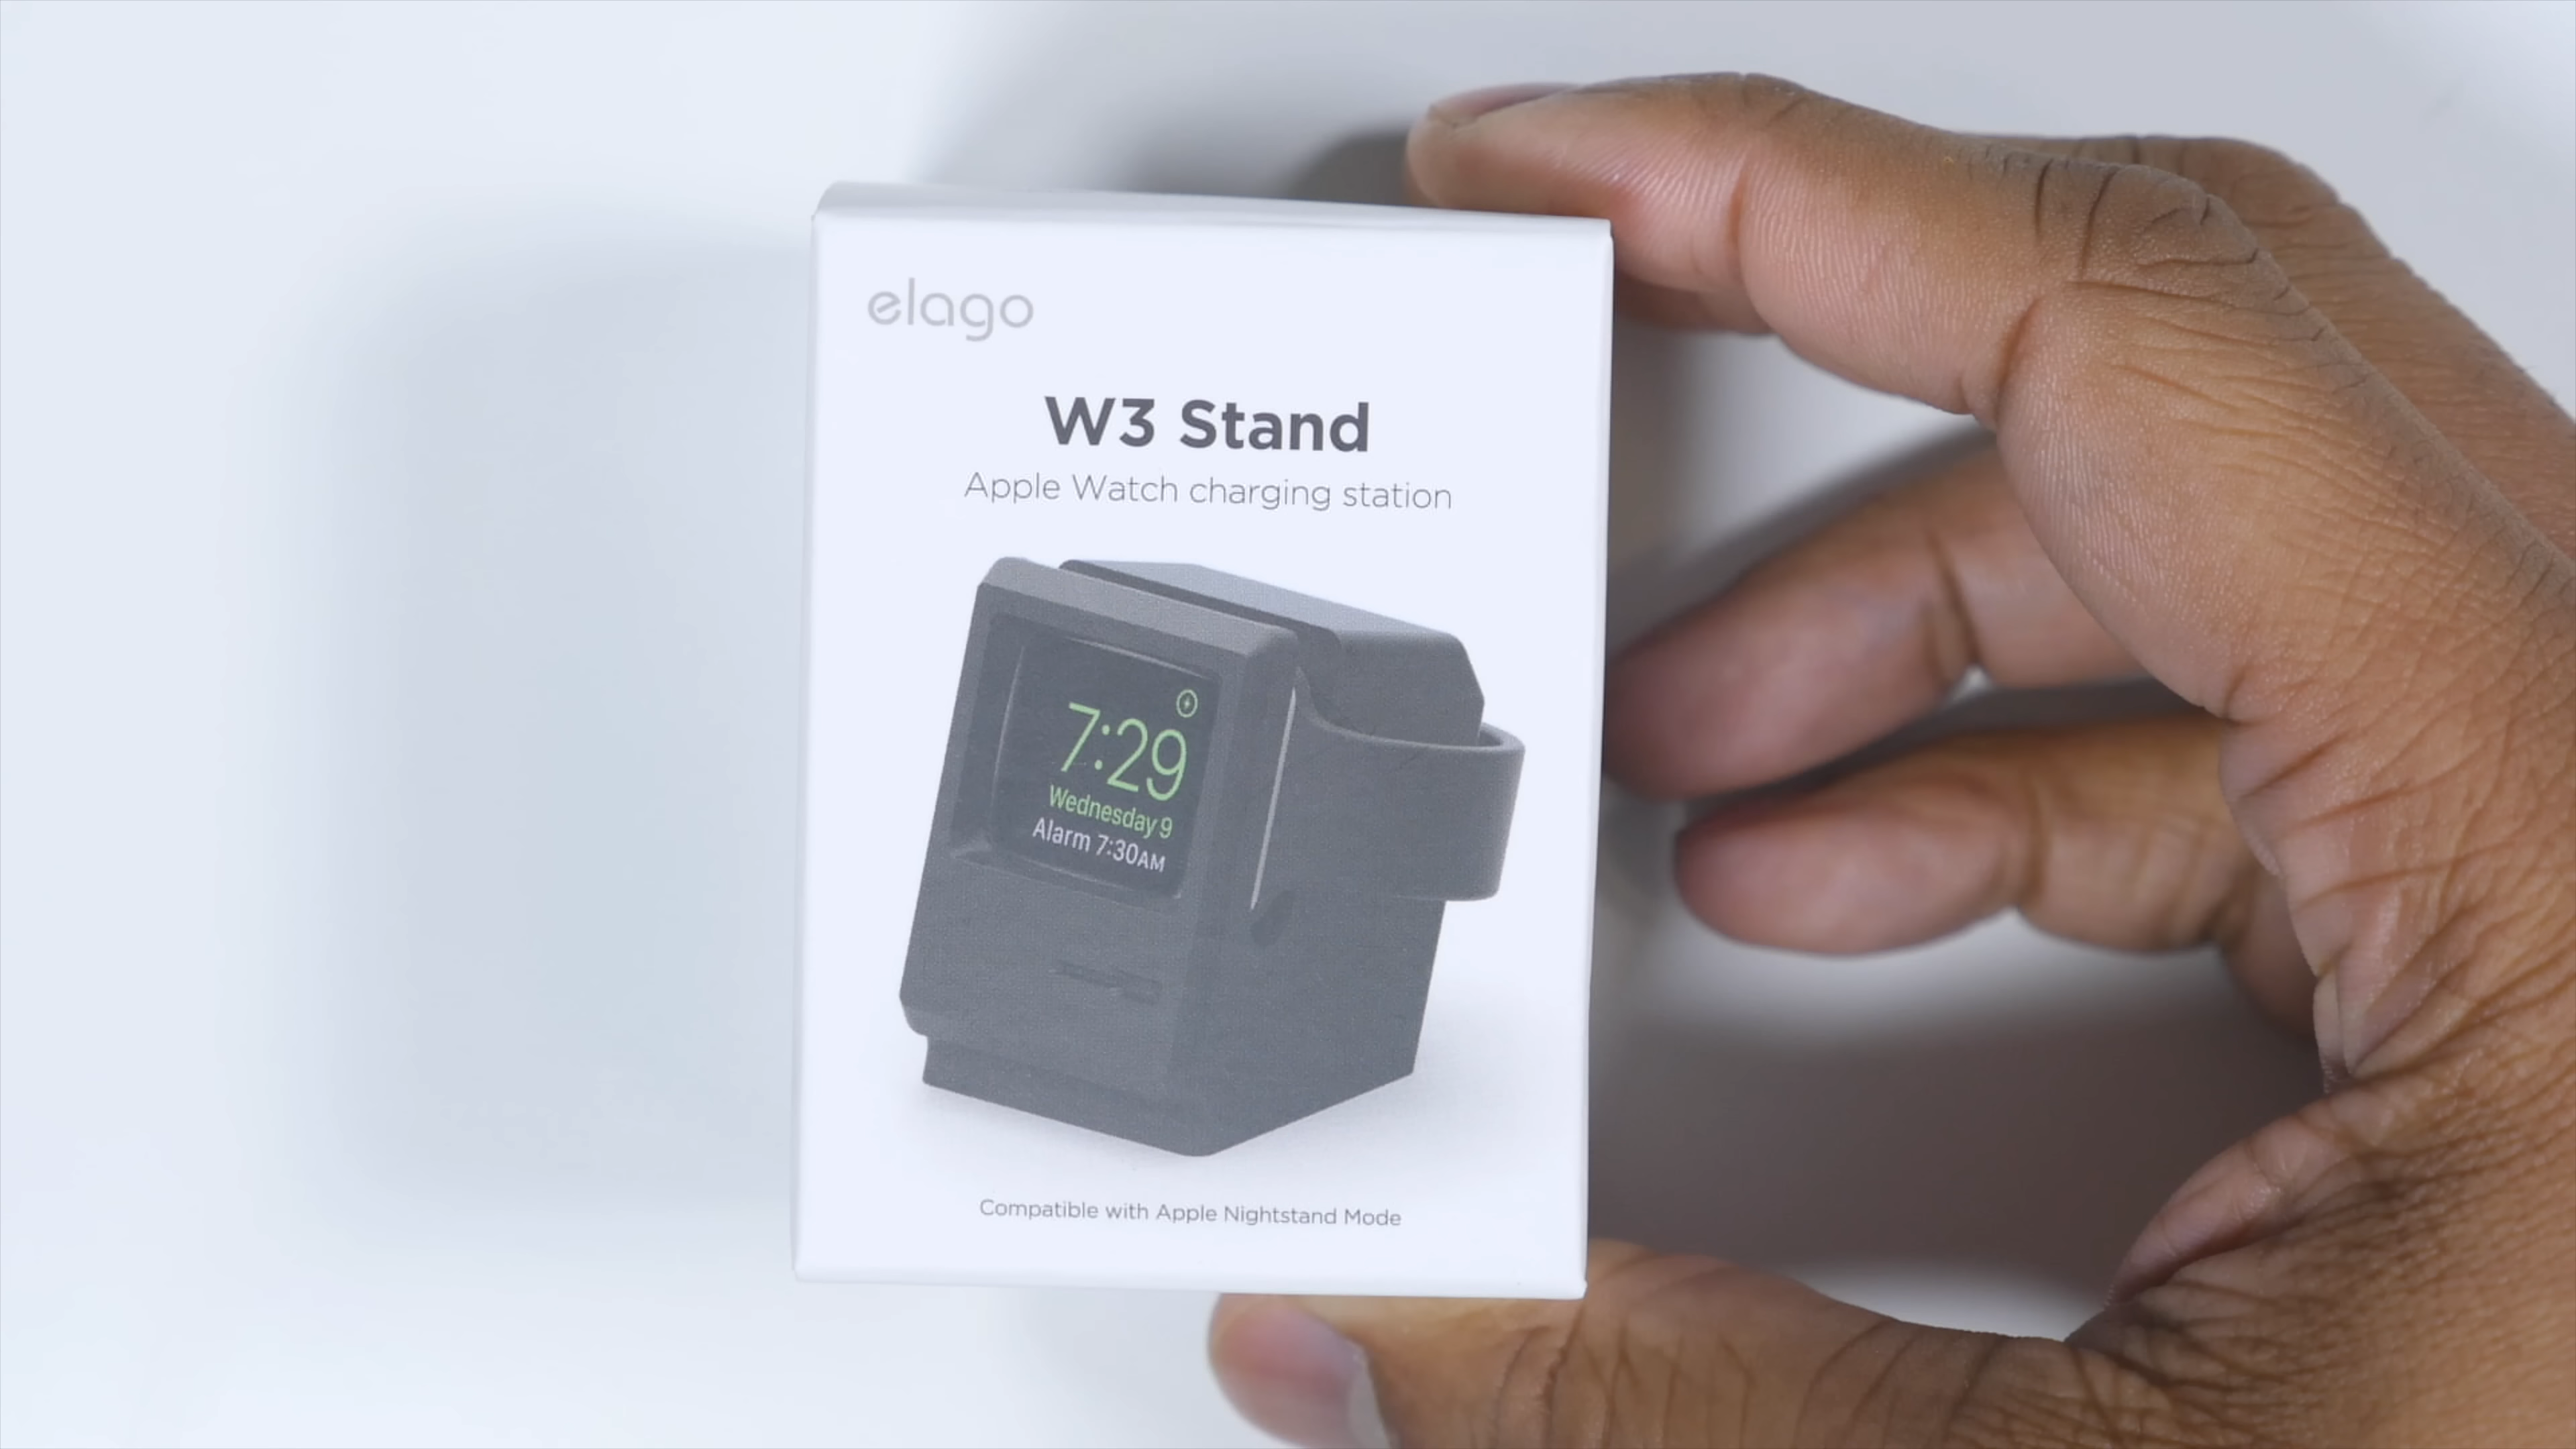 elago
W3 Stand
Apple Watch charging station
7:29
Wednesday 9
Alarm 7:30AM
Compatible with Apple Nightstand Mode